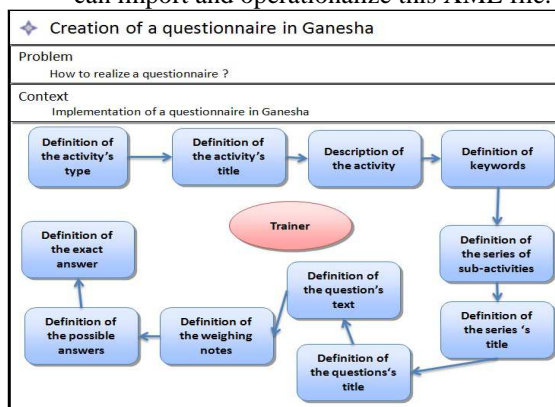 can import and operationalize this XML file.
Creation of a questionnaire in Ganesha
Problem
How to realize a questionnaire ?
Context
Implementation of a questionnaire in Ganesha
Definition of
the activity's
type
Definition of
the activity's
title
Description of
the activity
Definition of
keywords
Definition of
the series of
sub-activities
Definition of
the series 's
title
Definition of
the questions's
title
Definition of
the question's
text
Definition of
the weighing
notes
Definition of
the possible
answers
Definition of
the exact
answer
Trainer